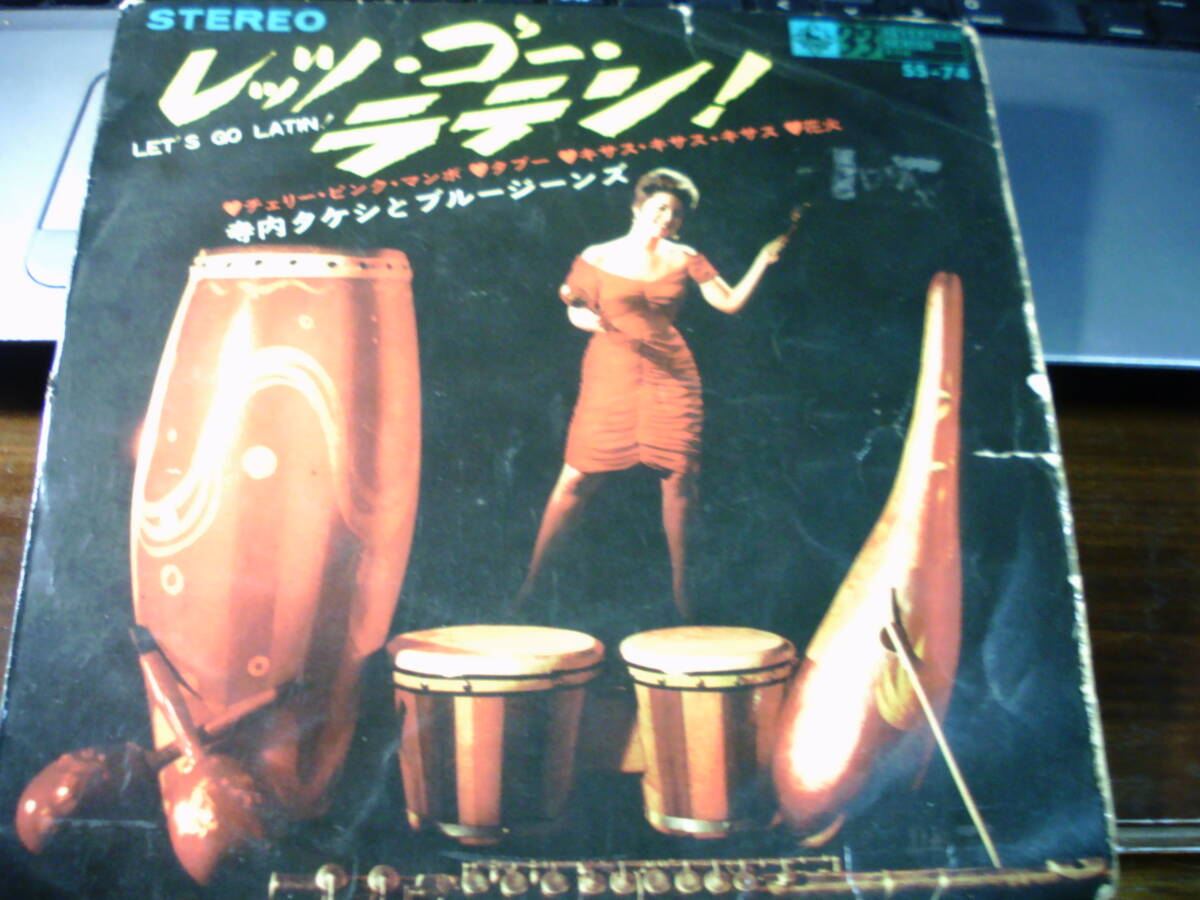 STEREO
33
SS-74
レッツ・ゴー・
ラテン!
LET'S GO LATIN!
♥チェリー・ピンク・マンボ ♥タブー ♥キサス・キサス・キサス ♥花火
寺内タケシとブルージーンズ